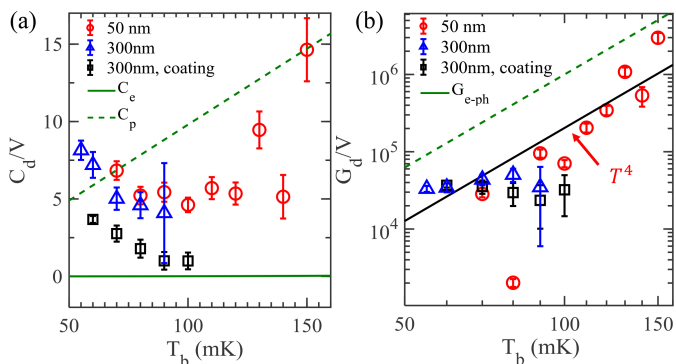 (a)
15
10
5
0
C_d/V
50 nm
300nm
300nm, coating
C_e
C_p
50
100
150
T_b (mK)
(b)
10^6
10^5
10^4
G_d/V
50 nm
300nm
300nm, coating
G_e-ph
T^4
50
100
150
T_b (mK)